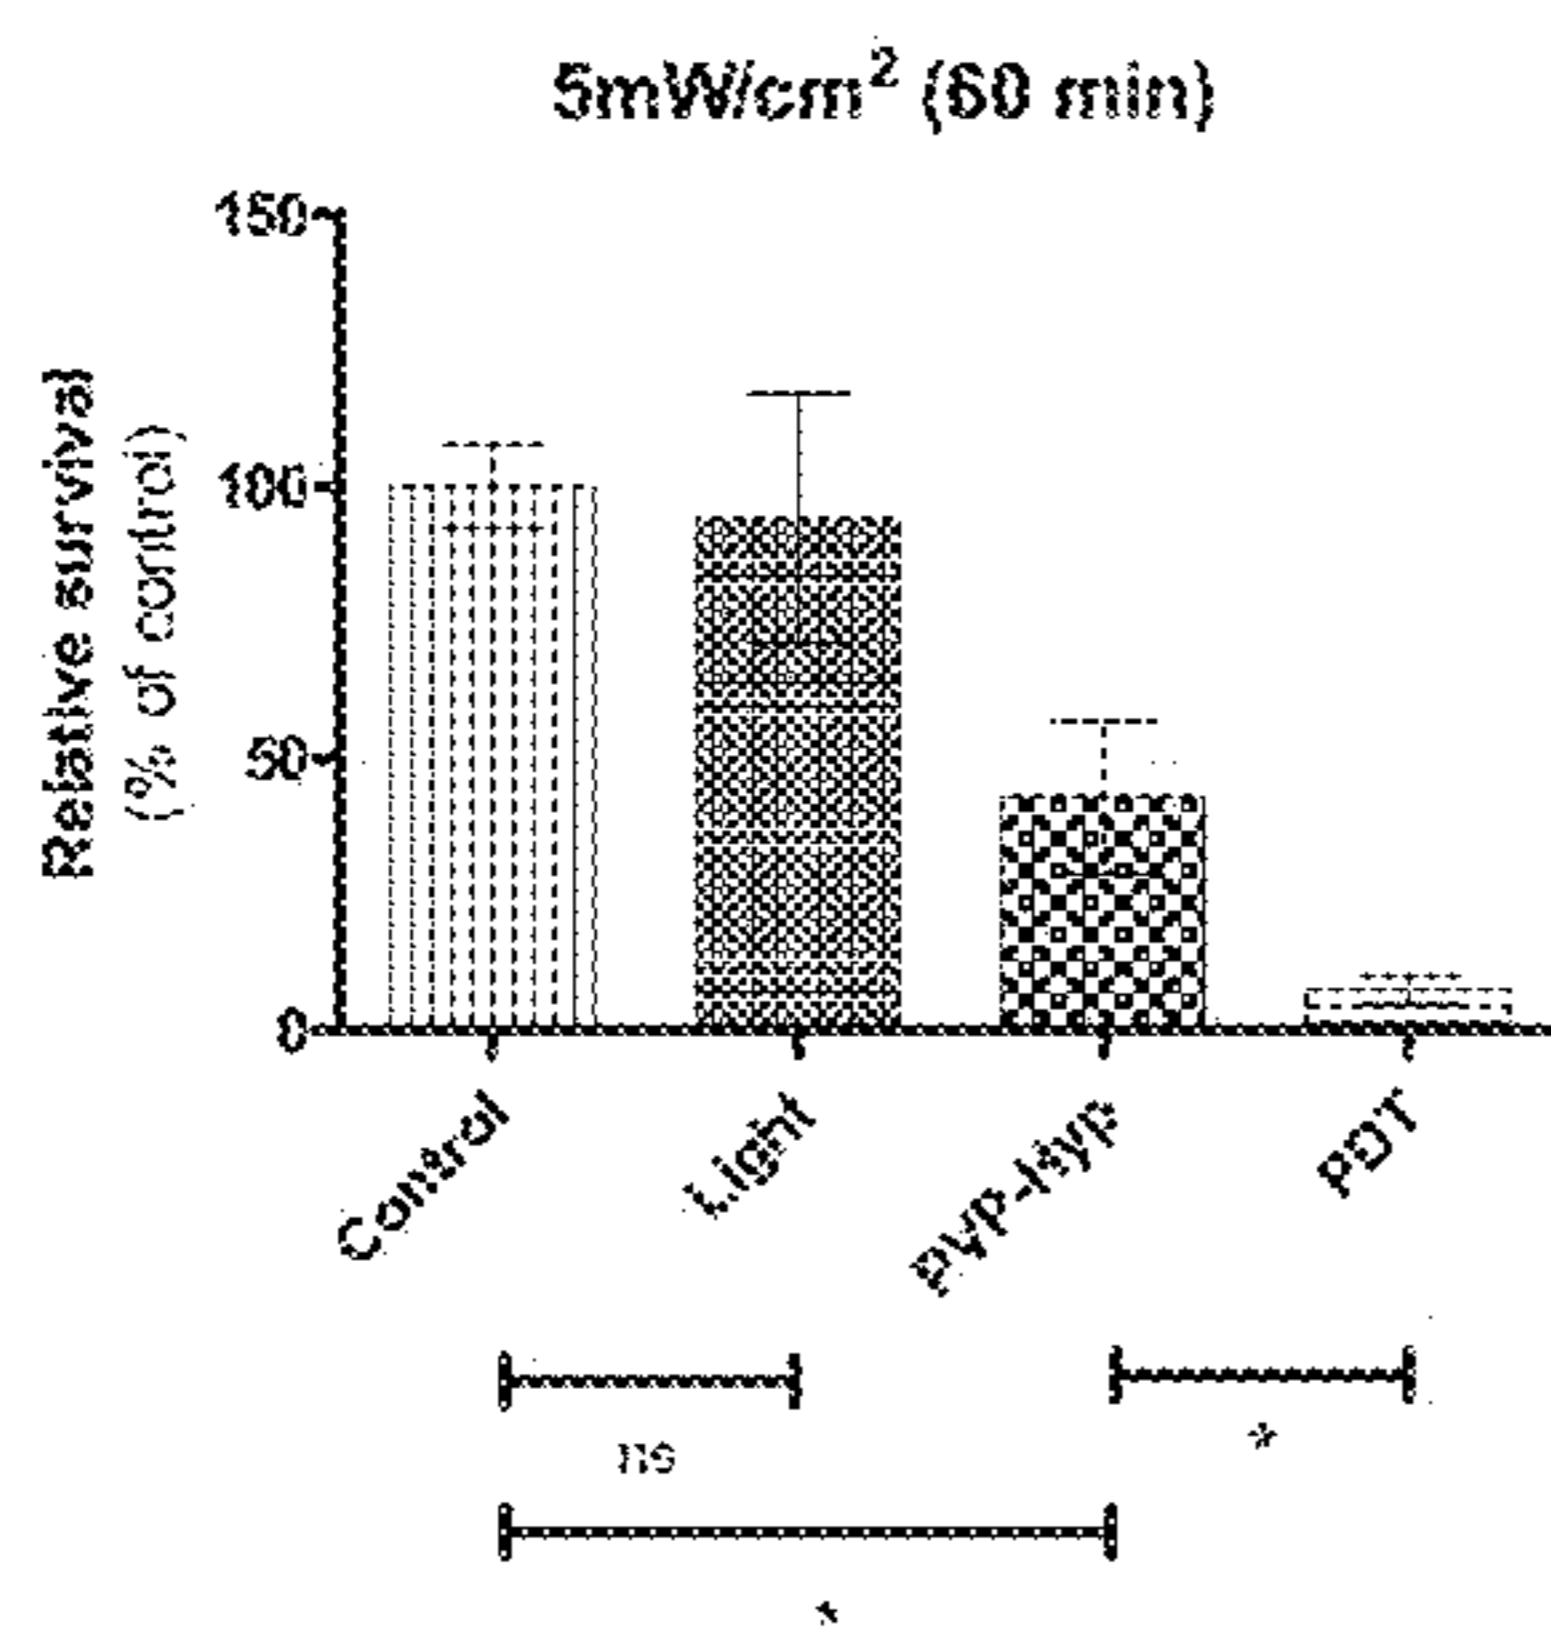 5mW/cm² (60 min)
Relative survival
(% of control)
150
100
50
0
Control
Light
PVP-Hyp
PDT
ns
*
*